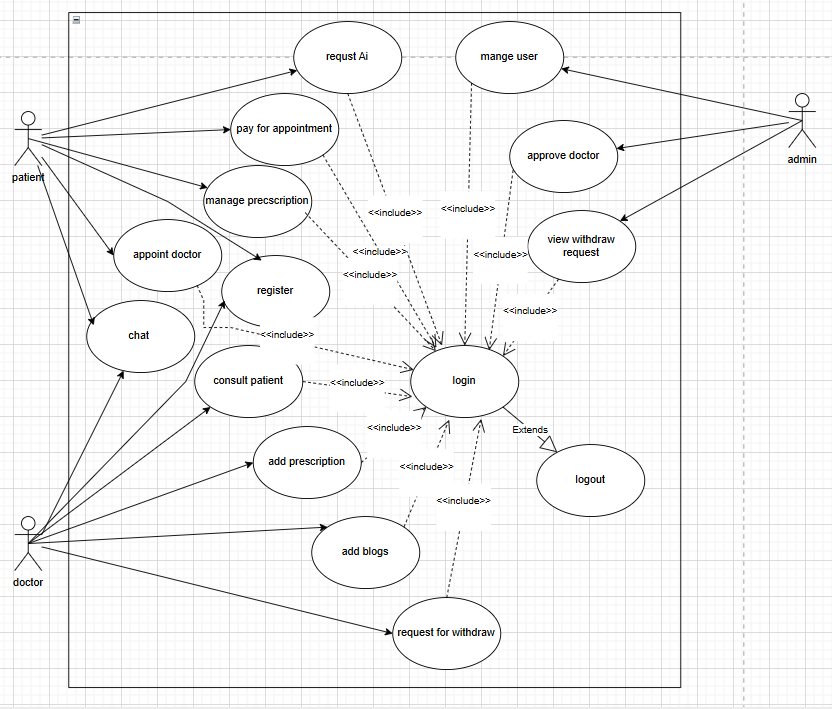 requst Ai
mange user
pay for appointment
approve doctor
patient
admin
manage precscription
<<include>>
<<include>>
appoint doctor
view withdraw
request
<<include>>
<<include>>
<<include>>
register
<<include>>
chat
<<include>>
consult patient
<<include>>
login
<<include>>
Extends
add prescription
<<include>>
logout
<<include>>
add blogs
doctor
request for withdraw